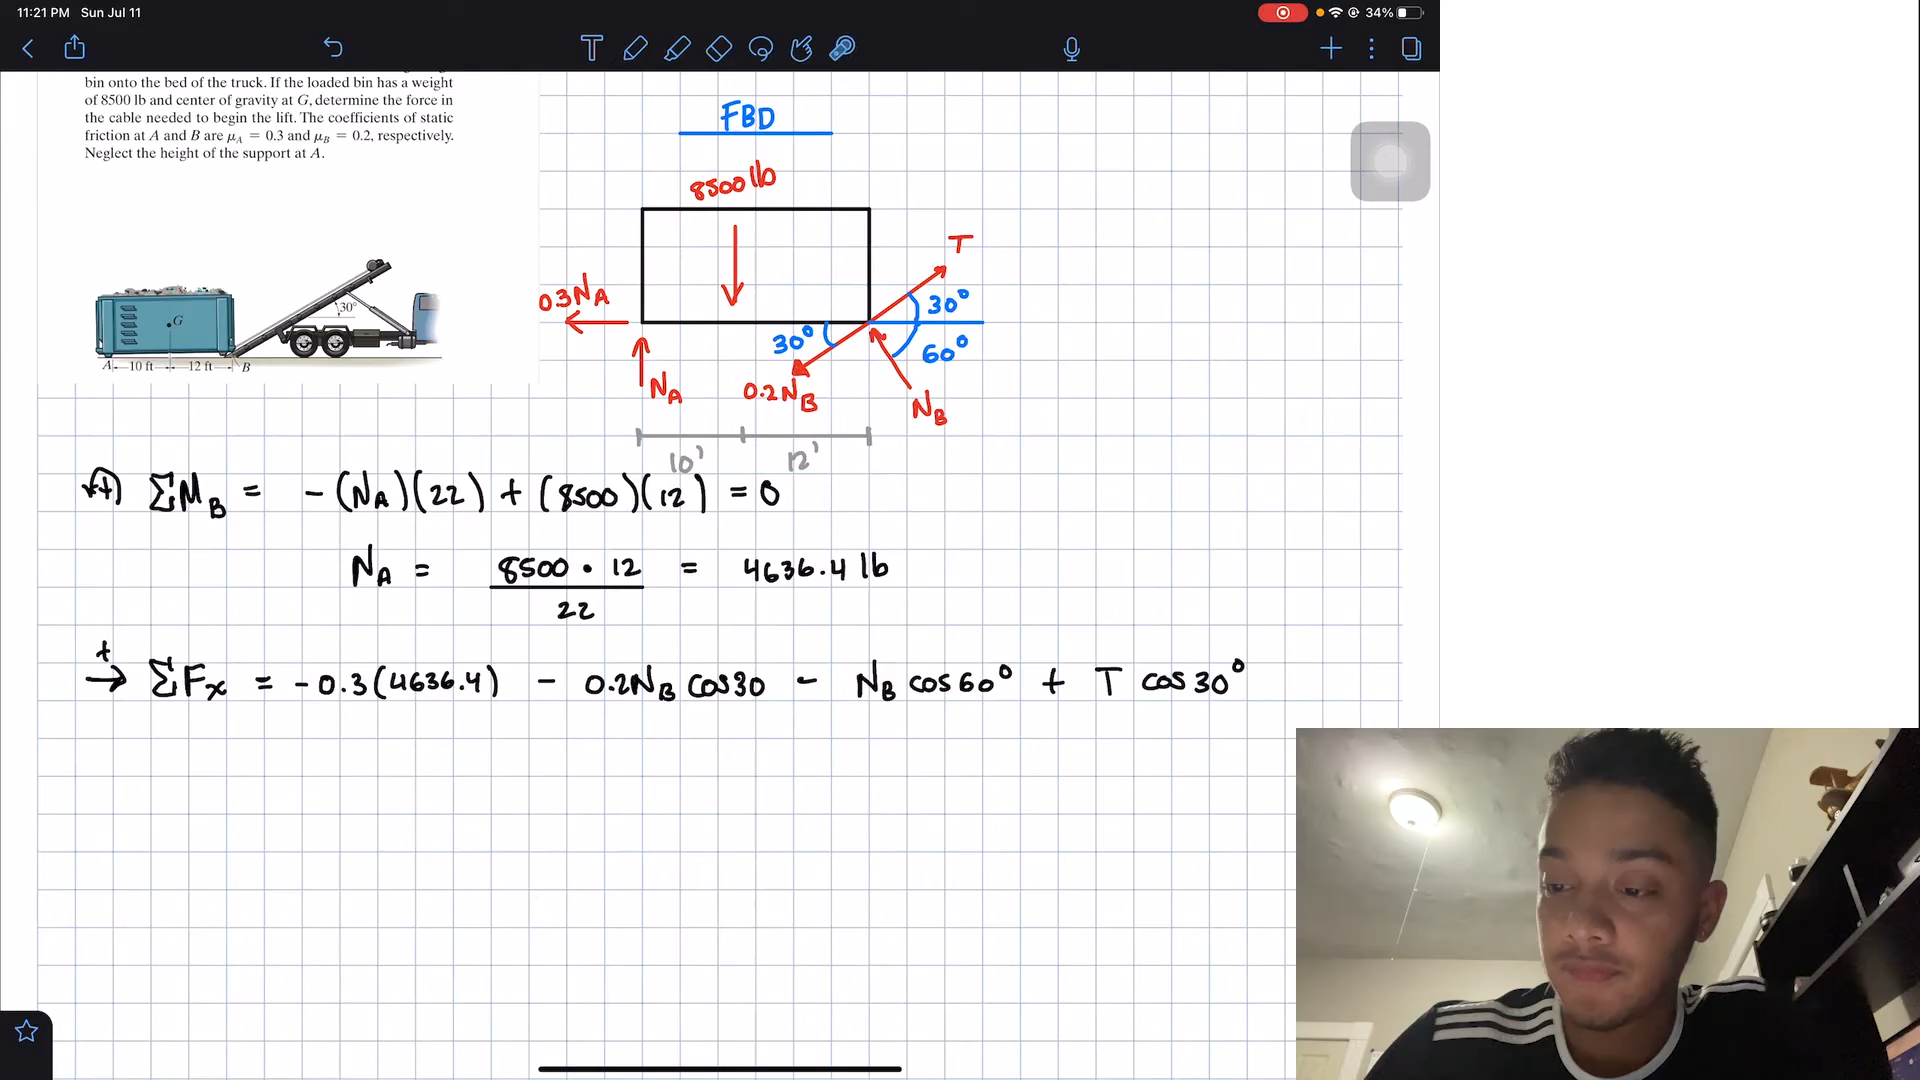 11:21 PM Sun Jul 11
34%
bin onto the bed of the truck. If the loaded bin has a weight
of 8500 lb and center of gravity at G, determine the force in
the cable needed to begin the lift. The coefficients of static
friction at A and B are μA = 0.3 and μB = 0.2, respectively.
Neglect the height of the support at A.
30°
G
A 10 ft 12 ft B
FBD
8500 lb
T
0.3NA
30°
30°
60°
NA
0.2NB
NB
10' 12'
+) ΣMB = - (NA)(22) + (8500)(12) = 0
NA = 8500 · 12 / 22 = 4636.4 lb
+→ ΣFx = -0.3(4636.4) - 0.2NB cos30 - NB cos60° + T cos30°